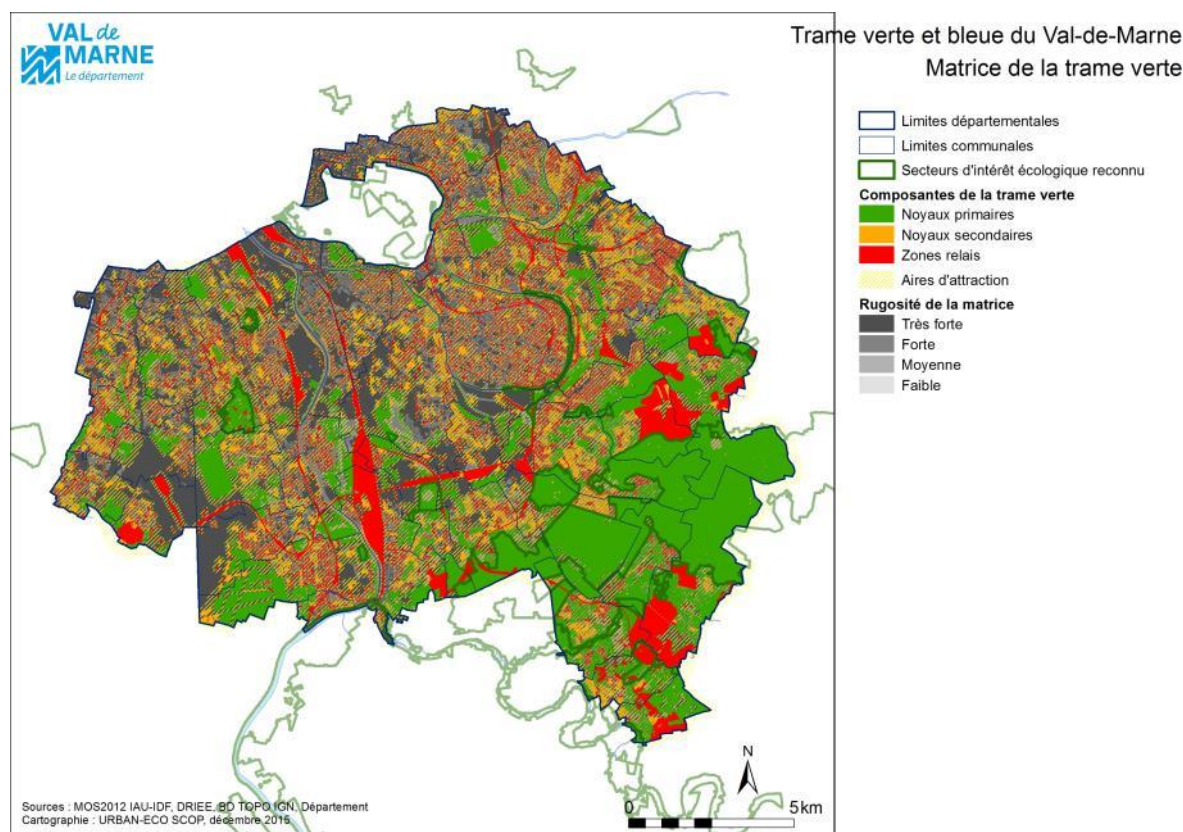 VAL de
MARNE
Le département
Trame verte et bleue du Val-de-Marne
Matrice de la trame verte
Limites départementales
Limites communales
Secteurs d'intérêt écologique reconnu
Composantes de la trame verte
Noyaux primaires
Noyaux secondaires
Zones relais
Aires d'attraction
Rugosité de la matrice
Très forte
Forte
Moyenne
Faible
N
0 5km
Sources : MOS2012 IAU-IDF, DRIEE, BD TOPO IGN, Département
Cartographie : URBAN-ECO SCOP, décembre 2015